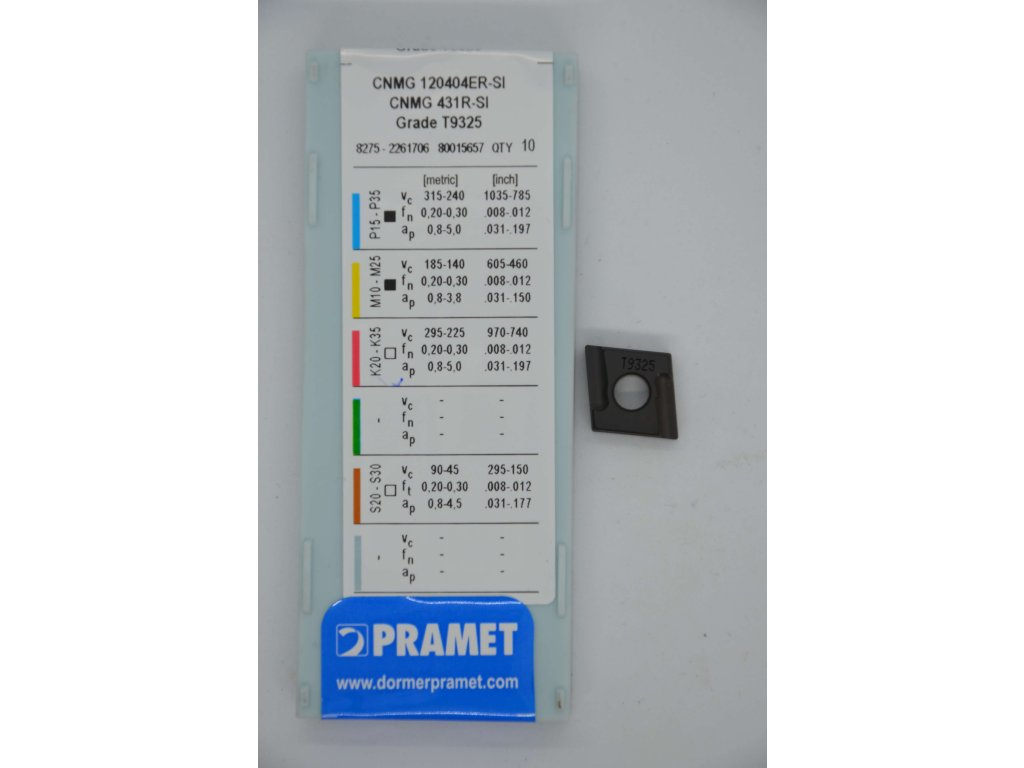 CNMG 120404ER-SI
CNMG 431R-SI
Grade T9325
8275 - 2261706 80015657 QTY 10
[metric] [inch]
P15 - P35
vc 315-240 1035-785
fn 0,20-0,30 .008-.012
ap 0,8-5,0 .031-.197
M10 - M25
vc 185-140 605-460
fn 0,20-0,30 .008-.012
ap 0,8-3,8 .031-.150
K20 - K35
vc 295-225 970-740
fn 0,20-0,30 .008-.012
ap 0,8-5,0 .031-.197
vc - -
fn - -
ap - -
S20 - S30
vc 90-45 295-150
ft 0,20-0,30 .008-.012
ap 0,8-4,5 .031-.177
vc - -
fn - -
ap - -
PRAMET
www.dormerpramet.com
T9325